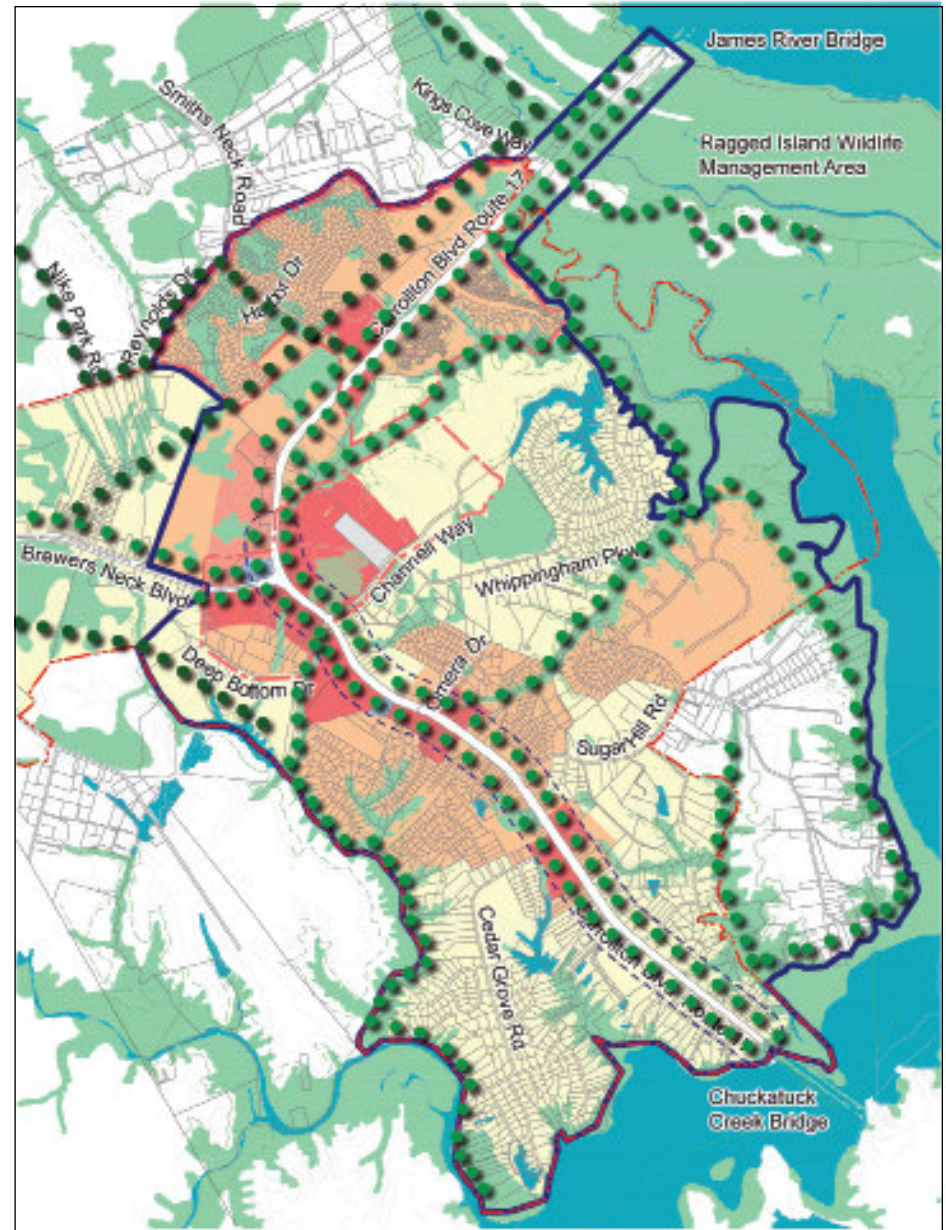 James River Bridge
Smiths Neck Road
Kings Cove Way
Ragged Island Wildlife
Management Area
Carrollton Blvd Route 17
Nike Park Rd
Reynolds Dr
Channell Way
Brewers Neck Blvd
Whippingham Pkwy
Deep Bottom Dr
Omera Dr
Sugar Hill Rd
Cedar Grove Rd
Chuckatuck
Creek Bridge